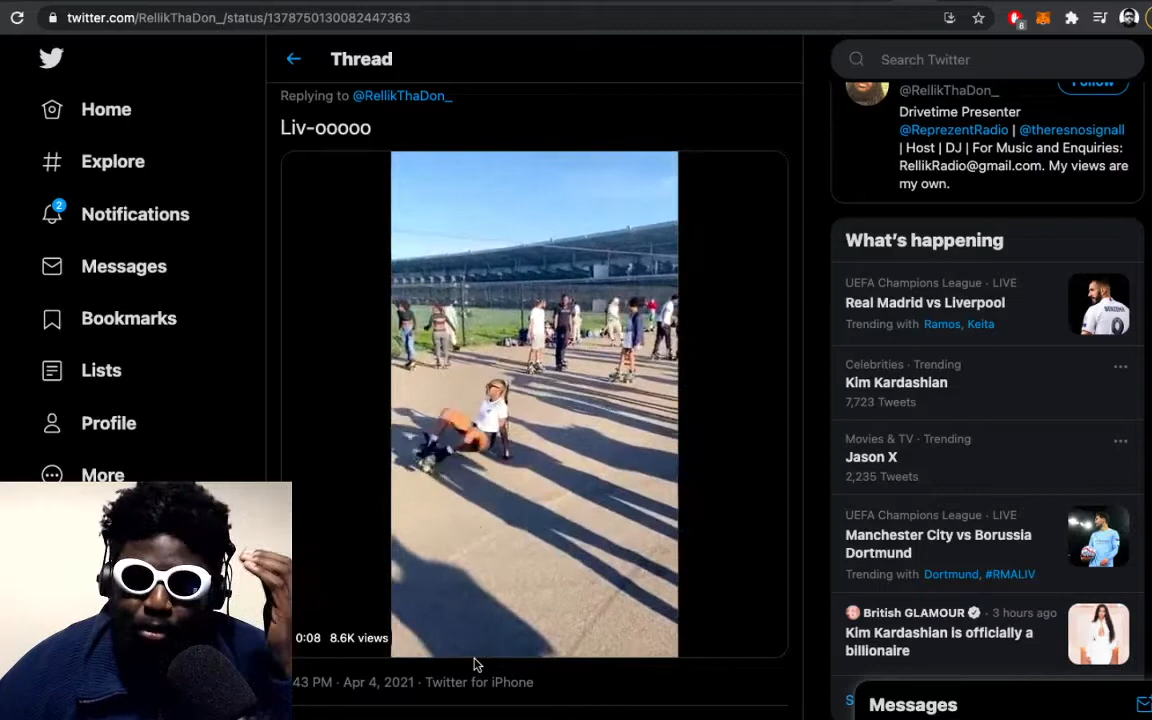 twitter.com/RellikThaDon_/status/1378750130082447363
8
Home
Explore
2
Notifications
Messages
Bookmarks
Lists
Profile
More
Thread
Replying to @RellikThaDon_
Liv-ooooo
0:08 8.6K views
43 PM · Apr 4, 2021 · Twitter for iPhone
Search Twitter
@RellikThaDon_
Follow
Drivetime Presenter
@ReprezentRadio | @theresnosignall
| Host | DJ | For Music and Enquiries:
RellikRadio@gmail.com. My views are
my own.
What's happening
UEFA Champions League · LIVE
Real Madrid vs Liverpool
Trending with Ramos, Keita
Celebrities · Trending
Kim Kardashian
7,723 Tweets
Movies & TV · Trending
Jason X
2,235 Tweets
UEFA Champions League · LIVE
Manchester City vs Borussia
Dortmund
Trending with Dortmund, #RMALIV
British GLAMOUR · 3 hours ago
Kim Kardashian is officially a
billionaire
Messages